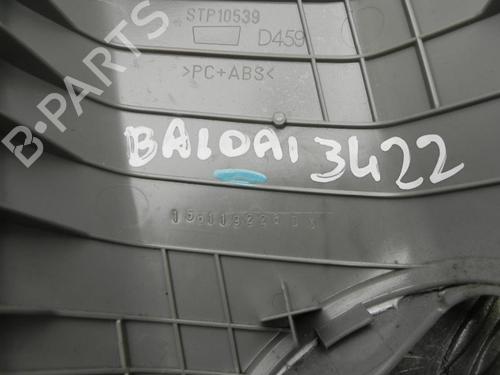 STP10539
D459
>PC+ABS<
BALDAI 3422
B-PARTS